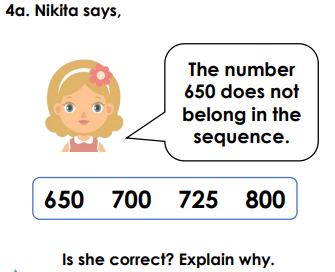 4a. Nikita says,
The number
650 does not
belong in the
sequence.
650 700 725 800
Is she correct? Explain why.